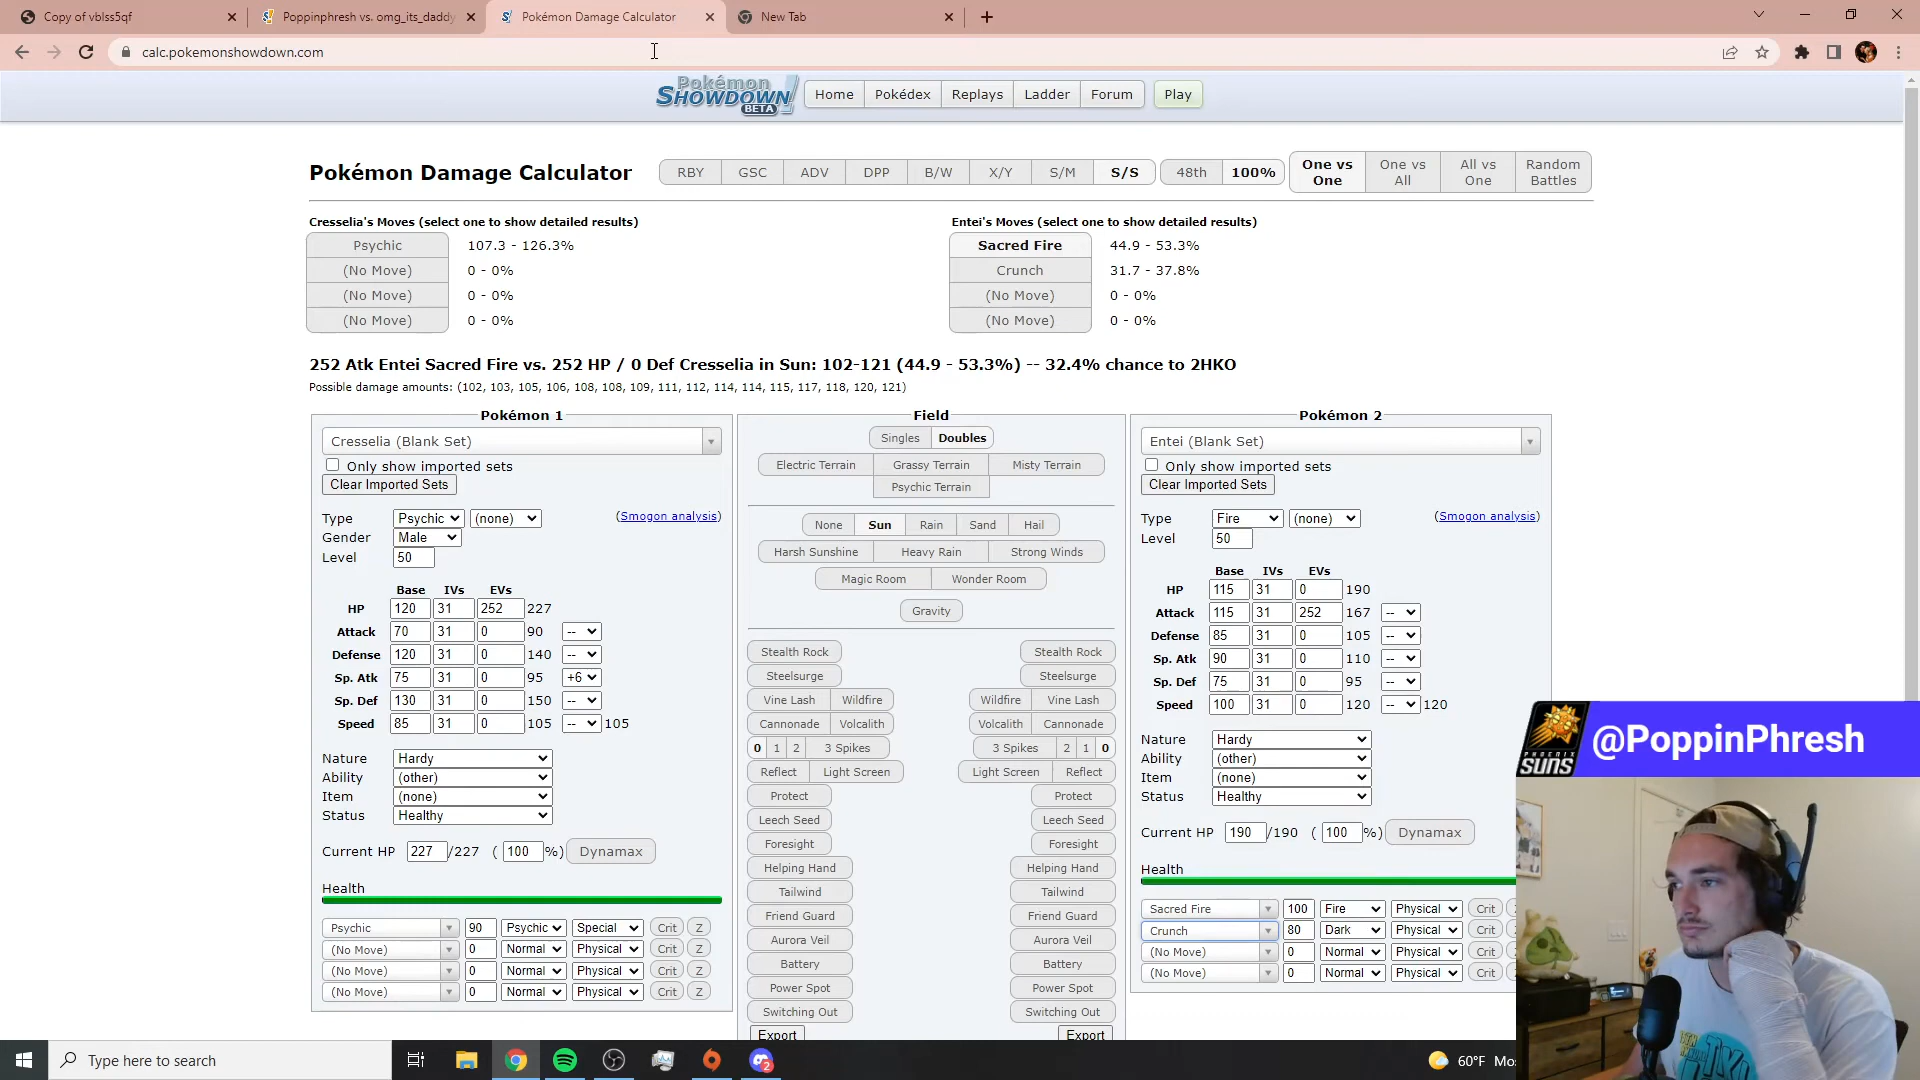 Copy of vblss5qf
Poppinphresh vs. omg_its_daddy
Pokémon Damage Calculator
New Tab
calc.pokemonshowdown.com
Pokémon SHOWDOWN! BETA
Home Pokédex Replays Ladder Forum Play
Pokémon Damage Calculator
RBY GSC ADV DPP B/W X/Y S/M S/S 48th 100% One vs One One vs All All vs One Random Battles
Cresselia's Moves (select one to show detailed results)
Psychic 107.3 - 126.3%
(No Move) 0 - 0%
(No Move) 0 - 0%
(No Move) 0 - 0%
Entei's Moves (select one to show detailed results)
Sacred Fire 44.9 - 53.3%
Crunch 31.7 - 37.8%
(No Move) 0 - 0%
(No Move) 0 - 0%
252 Atk Entei Sacred Fire vs. 252 HP / 0 Def Cresselia in Sun: 102-121 (44.9 - 53.3%) -- 32.4% chance to 2HKO
Possible damage amounts: (102, 103, 105, 106, 108, 108, 109, 111, 112, 114, 114, 115, 117, 118, 120, 121)
Pokémon 1
Cresselia (Blank Set)
Only show imported sets
Clear Imported Sets
Type Psychic (none) (Smogon analysis)
Gender Male
Level 50
Base IVs EVs
HP 120 31 252 227
Attack 70 31 0 90 --
Defense 120 31 0 140 --
Sp. Atk 75 31 0 95 +6
Sp. Def 130 31 0 150 --
Speed 85 31 0 105 -- 105
Nature Hardy
Ability (other)
Item (none)
Status Healthy
Current HP 227 /227 ( 100 %) Dynamax
Health
Psychic 90 Psychic Special Crit Z
(No Move) 0 Normal Physical Crit Z
(No Move) 0 Normal Physical Crit Z
(No Move) 0 Normal Physical Crit Z
Field
Singles Doubles
Electric Terrain Grassy Terrain Misty Terrain
Psychic Terrain
None Sun Rain Sand Hail
Harsh Sunshine Heavy Rain Strong Winds
Magic Room Wonder Room
Gravity
Stealth Rock Stealth Rock
Steelsurge Steelsurge
Vine Lash Wildfire Wildfire Vine Lash
Cannonade Volcalith Volcalith Cannonade
0 1 2 3 Spikes 3 Spikes 2 1 0
Reflect Light Screen Light Screen Reflect
Protect Protect
Leech Seed Leech Seed
Foresight Foresight
Helping Hand Helping Hand
Tailwind Tailwind
Friend Guard Friend Guard
Aurora Veil Aurora Veil
Battery Battery
Power Spot Power Spot
Switching Out Switching Out
Export Export
Pokémon 2
Entei (Blank Set)
Only show imported sets
Clear Imported Sets
Type Fire (none) (Smogon analysis)
Level 50
Base IVs EVs
HP 115 31 0 190
Attack 115 31 252 167 --
Defense 85 31 0 105 --
Sp. Atk 90 31 0 110 --
Sp. Def 75 31 0 95 --
Speed 100 31 0 120 -- 120
Nature Hardy
Ability (other)
Item (none)
Status Healthy
Current HP 190 /190 ( 100 %) Dynamax
Health
Sacred Fire 100 Fire Physical Crit
Crunch 80 Dark Physical Crit
(No Move) 0 Normal Physical Crit
(No Move) 0 Normal Physical Crit
PHOENIX SUNS
@PoppinPhresh
Type here to search
2
60°F Mos